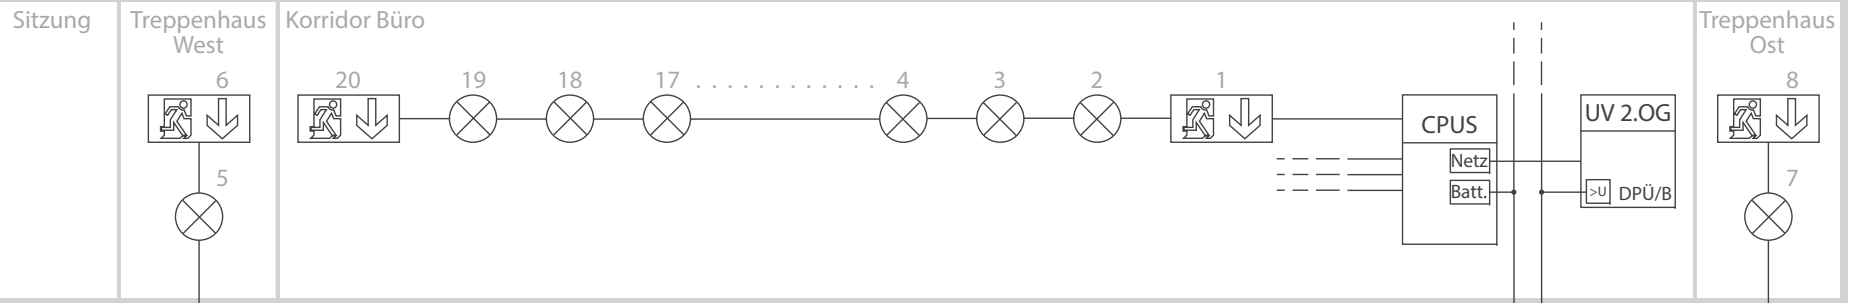 Sitzung
Treppenhaus
West
Korridor Büro
Treppenhaus
Ost
6
20
19
18
17 . . . . . . . . . . . . 4
3
2
1
8
CPUS
UV 2.OG
Netz
Batt.
>U
DPÜ/B
5
7